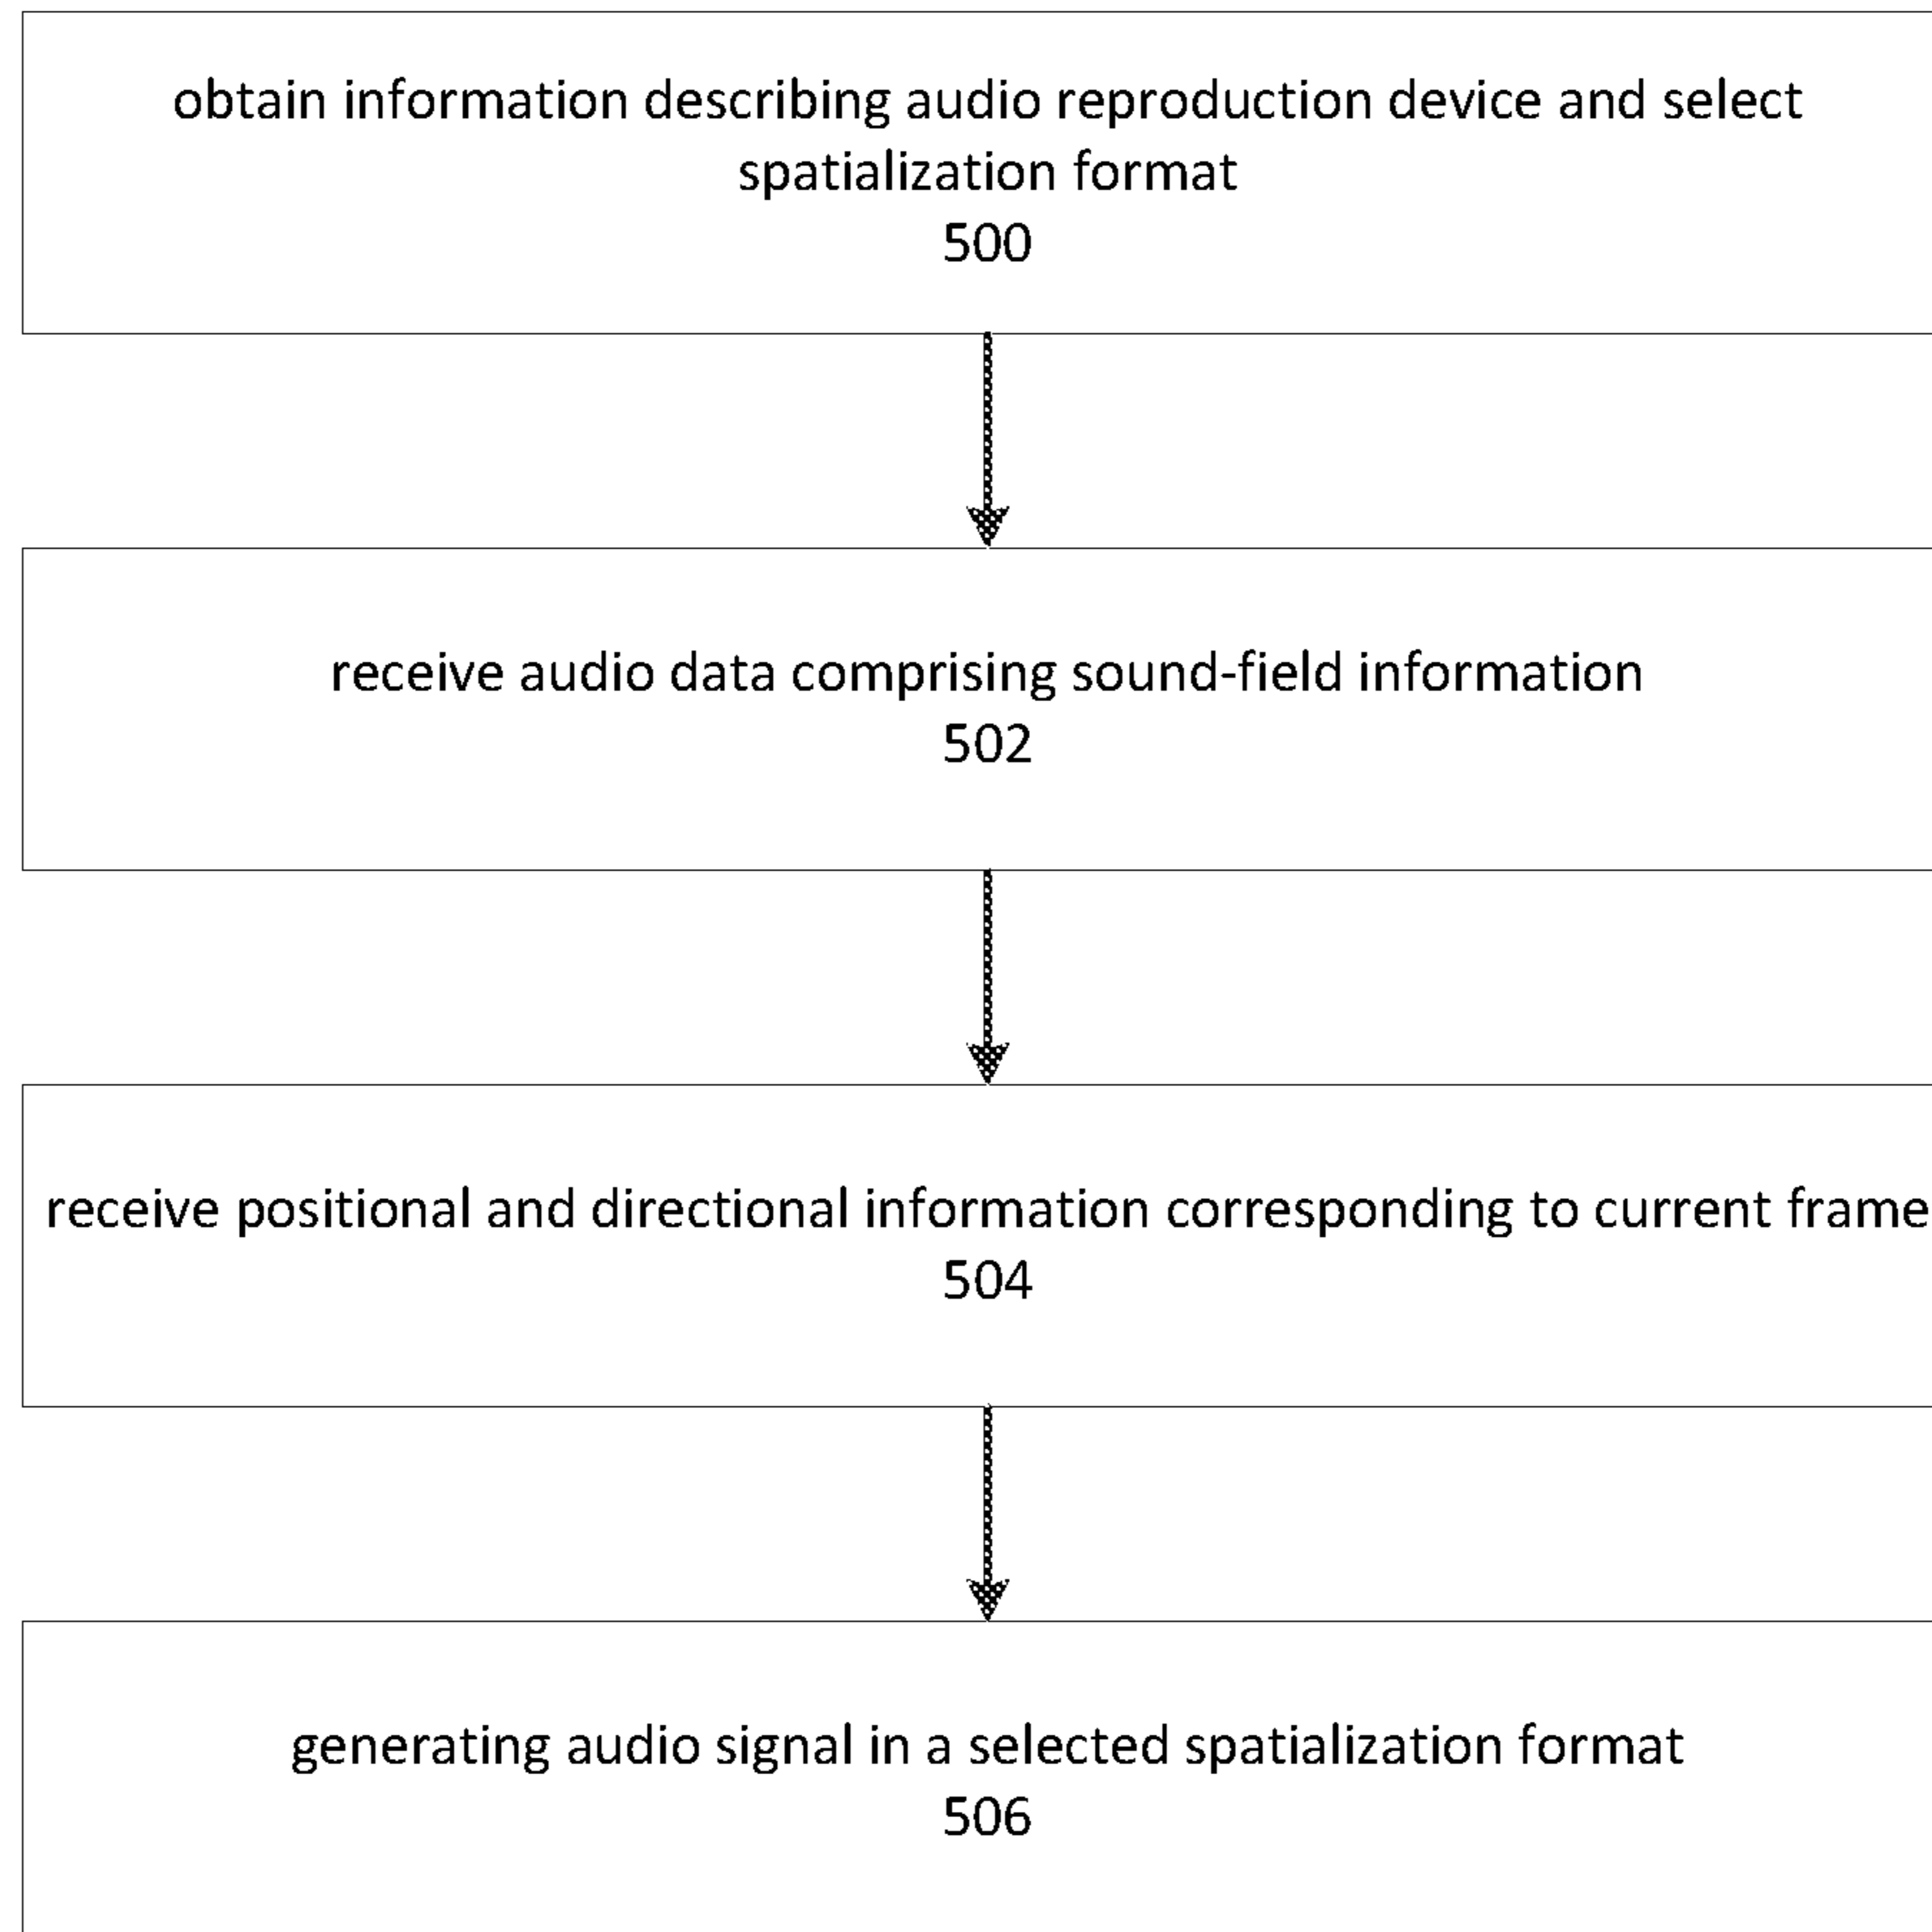 obtain information describing audio reproduction device and select
spatialization format
500
receive audio data comprising sound-field information
502
receive positional and directional information corresponding to current frame
504
generating audio signal in a selected spatialization format
506